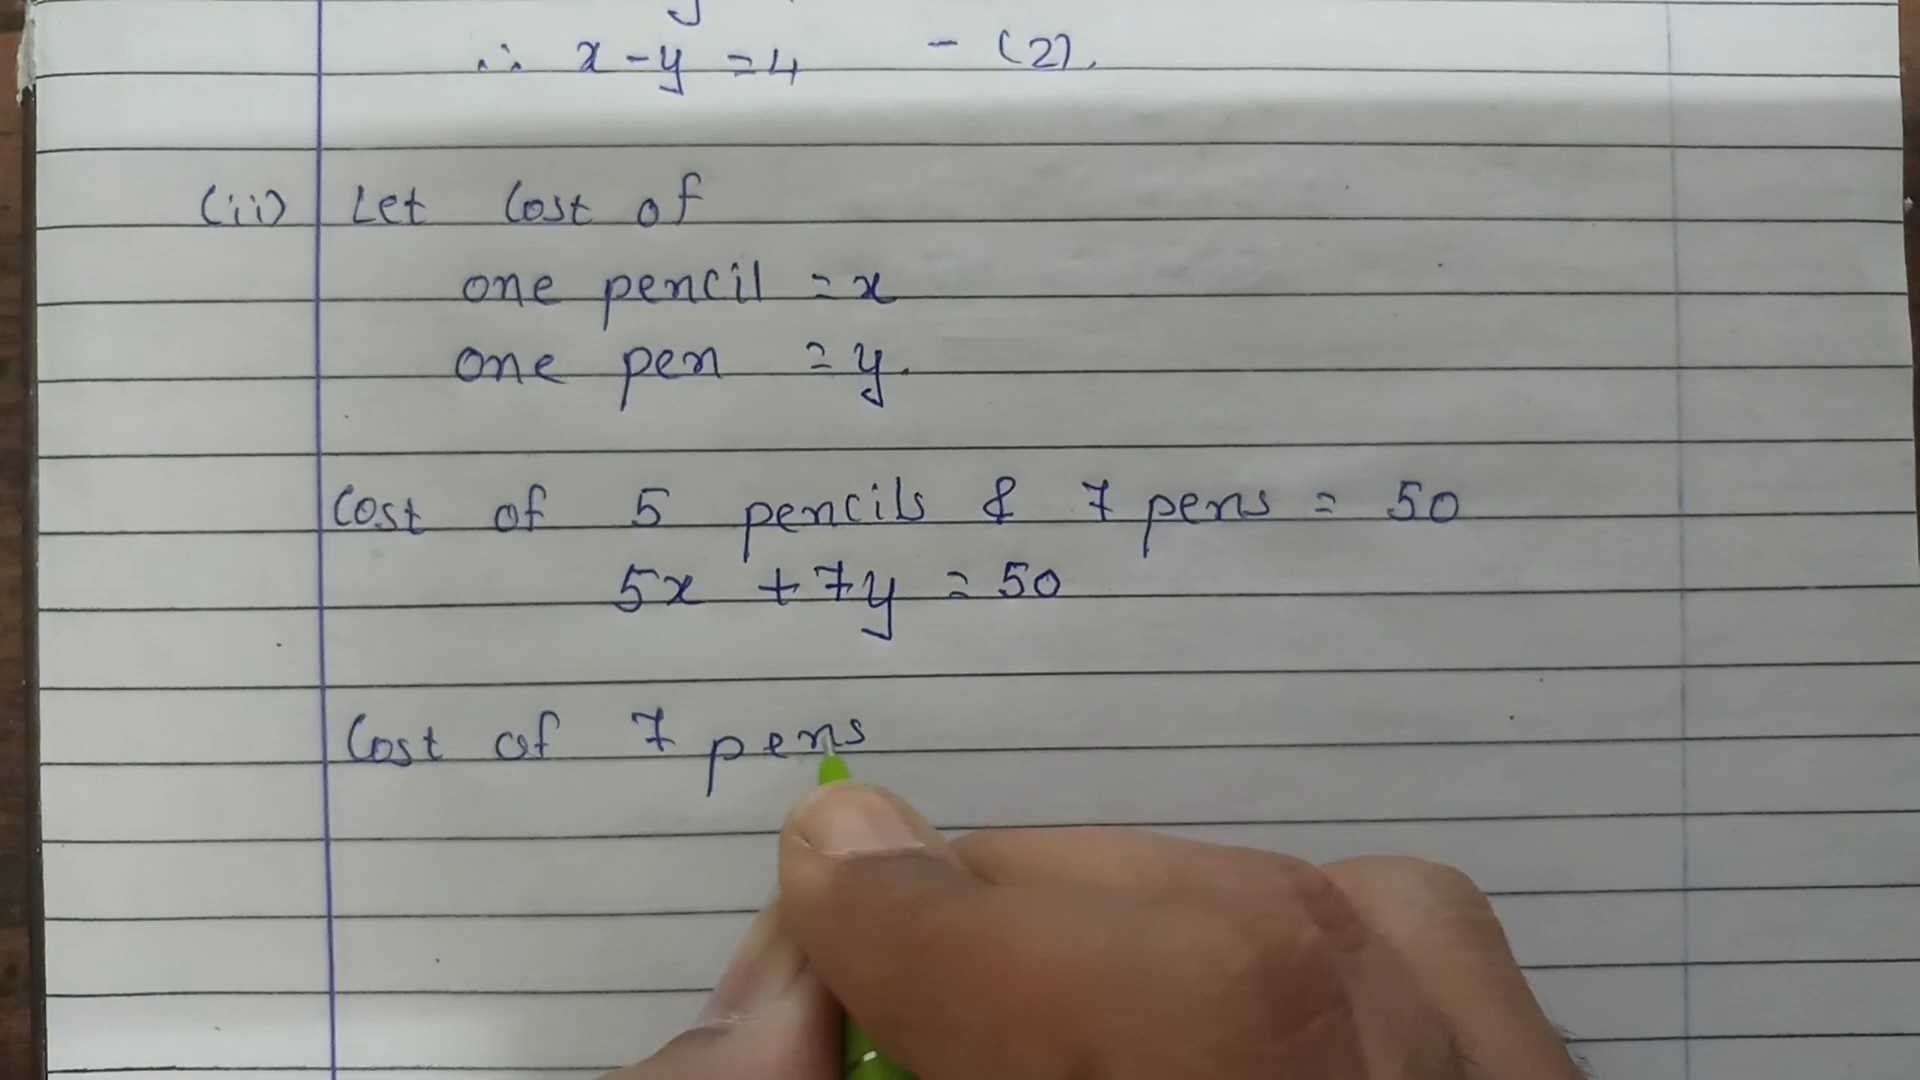 ∴ x - y = 4 - (2).
(ii) Let Cost of
one pencil = x
one pen = y.
Cost of 5 pencils & 7 pens = 50
5x + 7y = 50
Cost of 7 pens